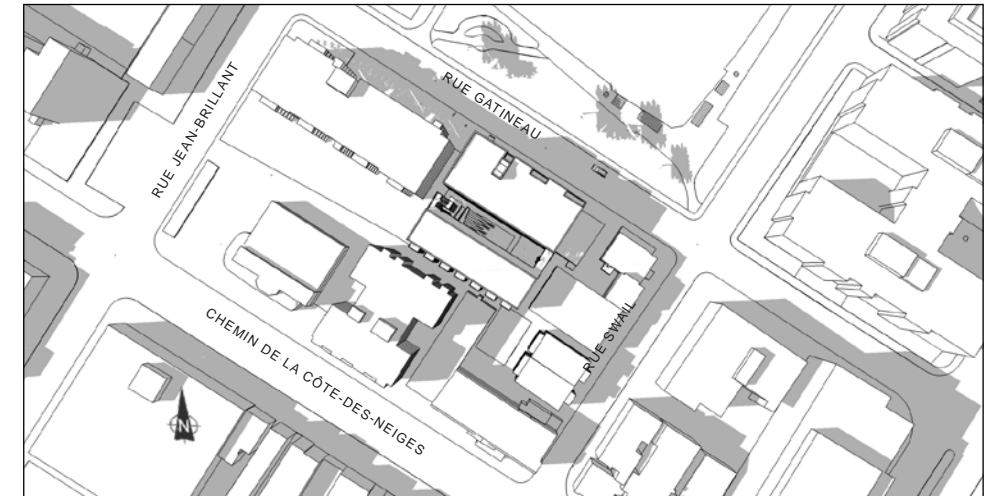 RUE GATINEAU
RUE JEAN-BRILLANT
CHEMIN DE LA CÔTE-DES-NEIGES
RUE SWAIL
N